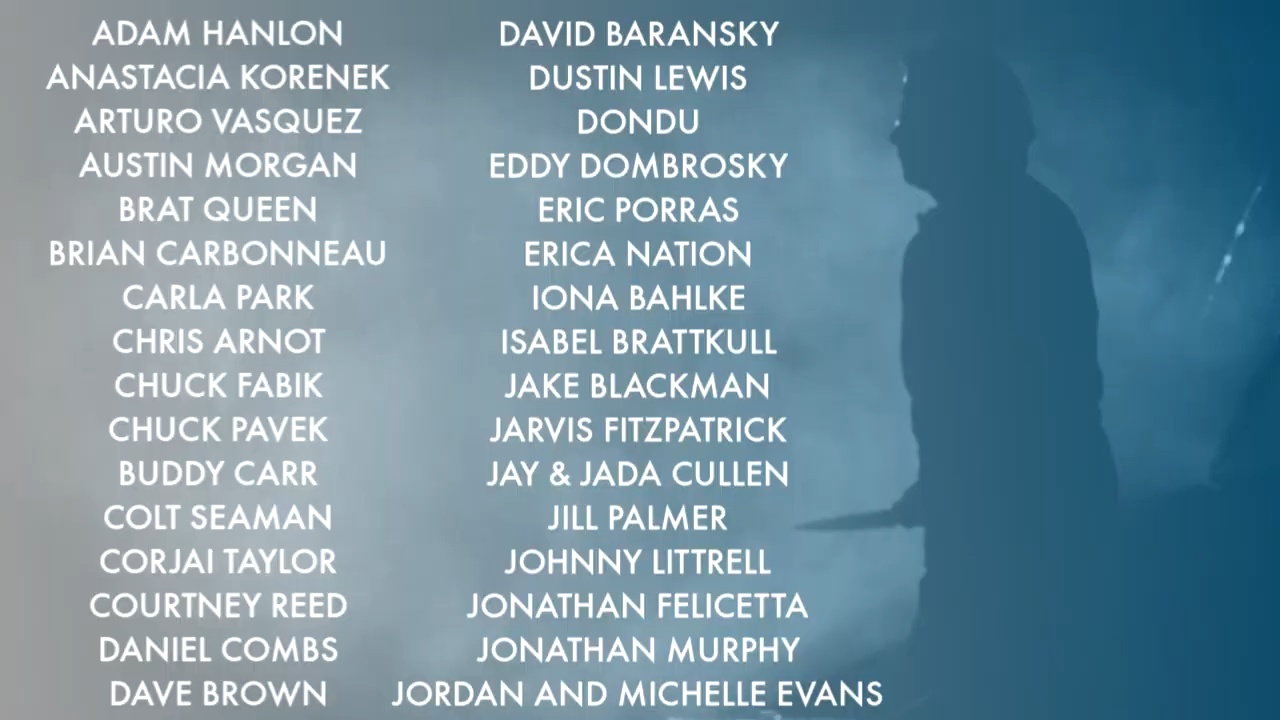 ADAM HANLON
ANASTACIA KORENEK
ARTURO VASQUEZ
AUSTIN MORGAN
BRAT QUEEN
BRIAN CARBONNEAU
CARLA PARK
CHRIS ARNOT
CHUCK FABIK
CHUCK PAVEK
BUDDY CARR
COLT SEAMAN
CORJAI TAYLOR
COURTNEY REED
DANIEL COMBS
DAVE BROWN
DAVID BARANSKY
DUSTIN LEWIS
DONDU
EDDY DOMBROSKY
ERIC PORRAS
ERICA NATION
IONA BAHLKE
ISABEL BRATTKULL
JAKE BLACKMAN
JARVIS FITZPATRICK
JAY & JADA CULLEN
JILL PALMER
JOHNNY LITTRELL
JONATHAN FELICETTA
JONATHAN MURPHY
JORDAN AND MICHELLE EVANS